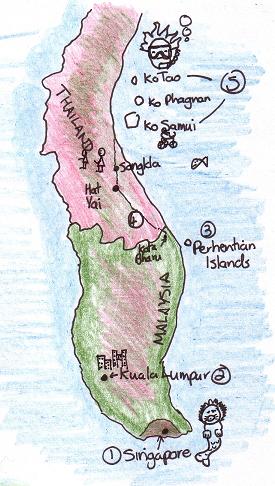 Ko Tao
⑤
Ko Phagnan
Ko Samui
THAILAND
Songkla
Hat
Yai
④
③
Kota
Bharu
Perhentian
Islands
MALAYSIA
Kuala Lumpur ②
① Singapore